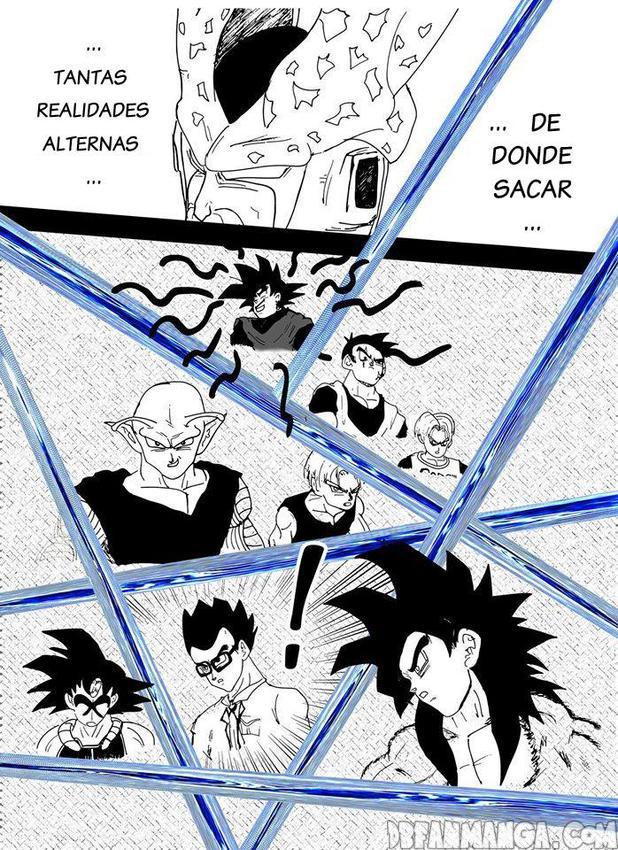 ...
TANTAS
REALIDADES
ALTERNAS
...
... DE
DONDE
SACAR
...
!
DBFANMANGA.COM